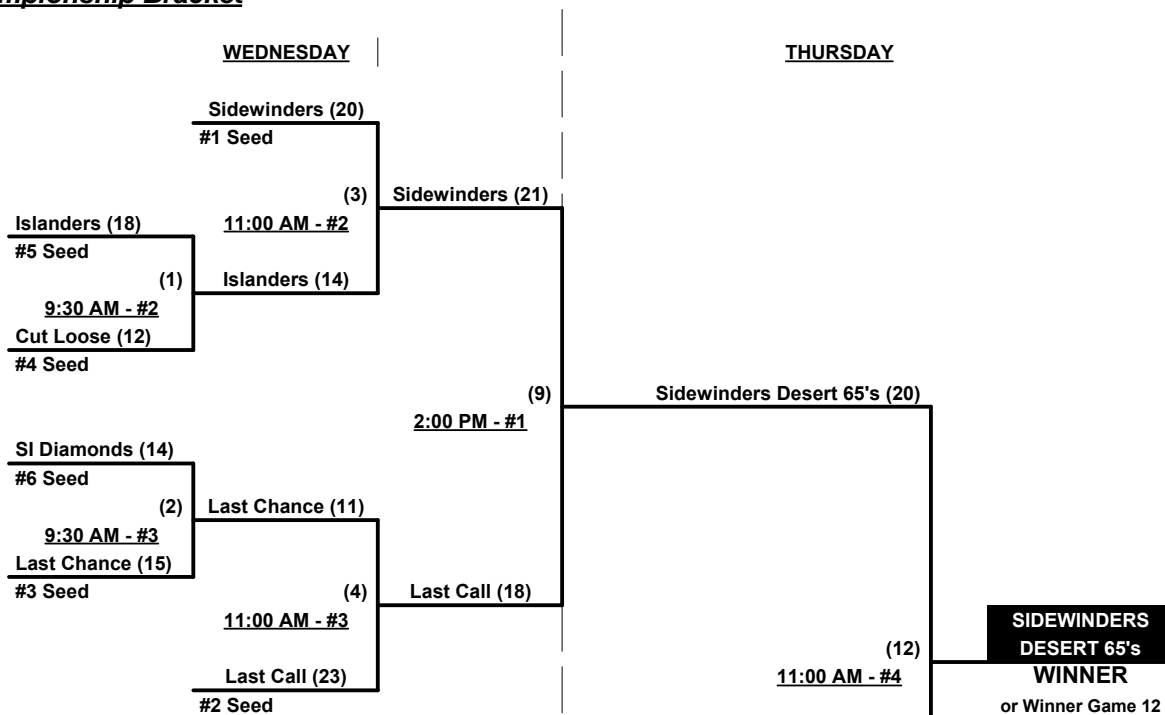 WEDNESDAY
THURSDAY
Sidewinders (20)
#1 Seed
(3)
11:00 AM - #2
Sidewinders (21)
Islanders (18)
#5 Seed
(1)
9:30 AM - #2
Islanders (14)
Cut Loose (12)
#4 Seed
(9)
2:00 PM - #1
Sidewinders Desert 65's (20)
SI Diamonds (14)
#6 Seed
(2)
9:30 AM - #3
Last Chance (11)
Last Chance (15)
#3 Seed
(4)
11:00 AM - #3
Last Call (18)
Last Call (23)
#2 Seed
(12)
11:00 AM - #4
SIDEWINDERS
DESERT 65's
WINNER
or Winner Game 12